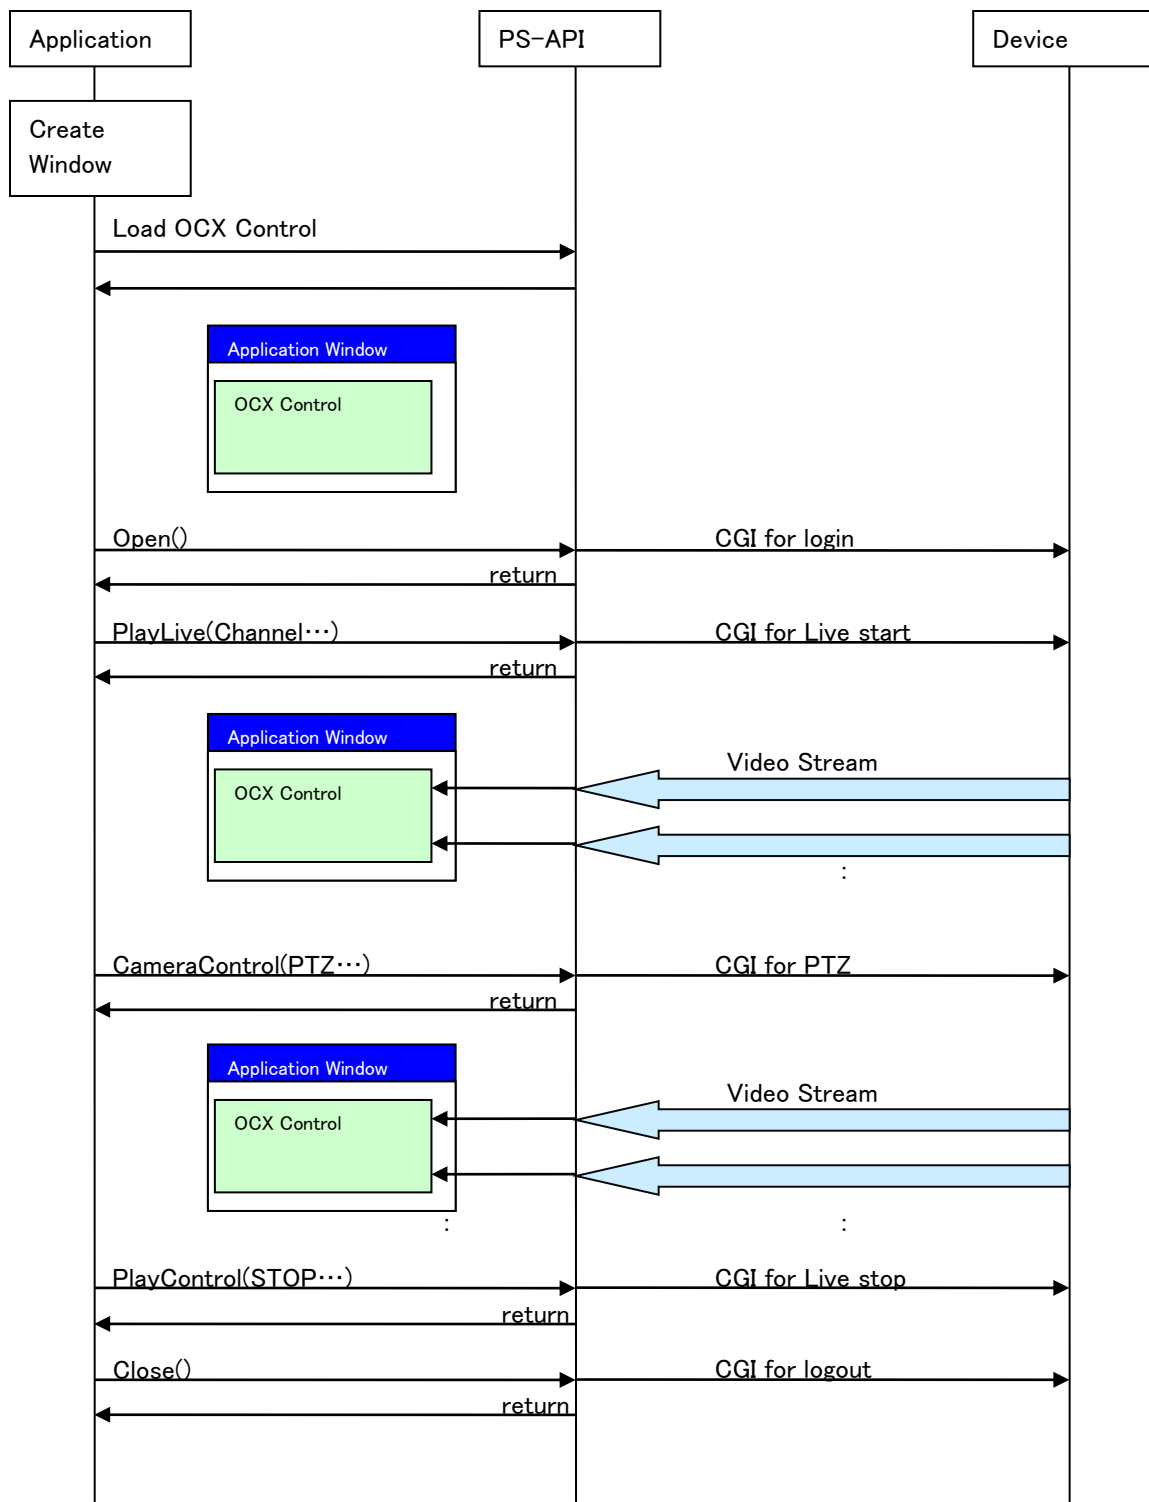 Application
PS-API
Device
Create
Window
Load OCX Control
Application Window
OCX Control
Open()
CGI for login
return
PlayLive(Channel…)
CGI for Live start
return
Application Window
Video Stream
OCX Control
:
CameraControl(PTZ…)
CGI for PTZ
return
Application Window
Video Stream
OCX Control
:
:
PlayControl(STOP…)
CGI for Live stop
return
Close()
CGI for logout
return